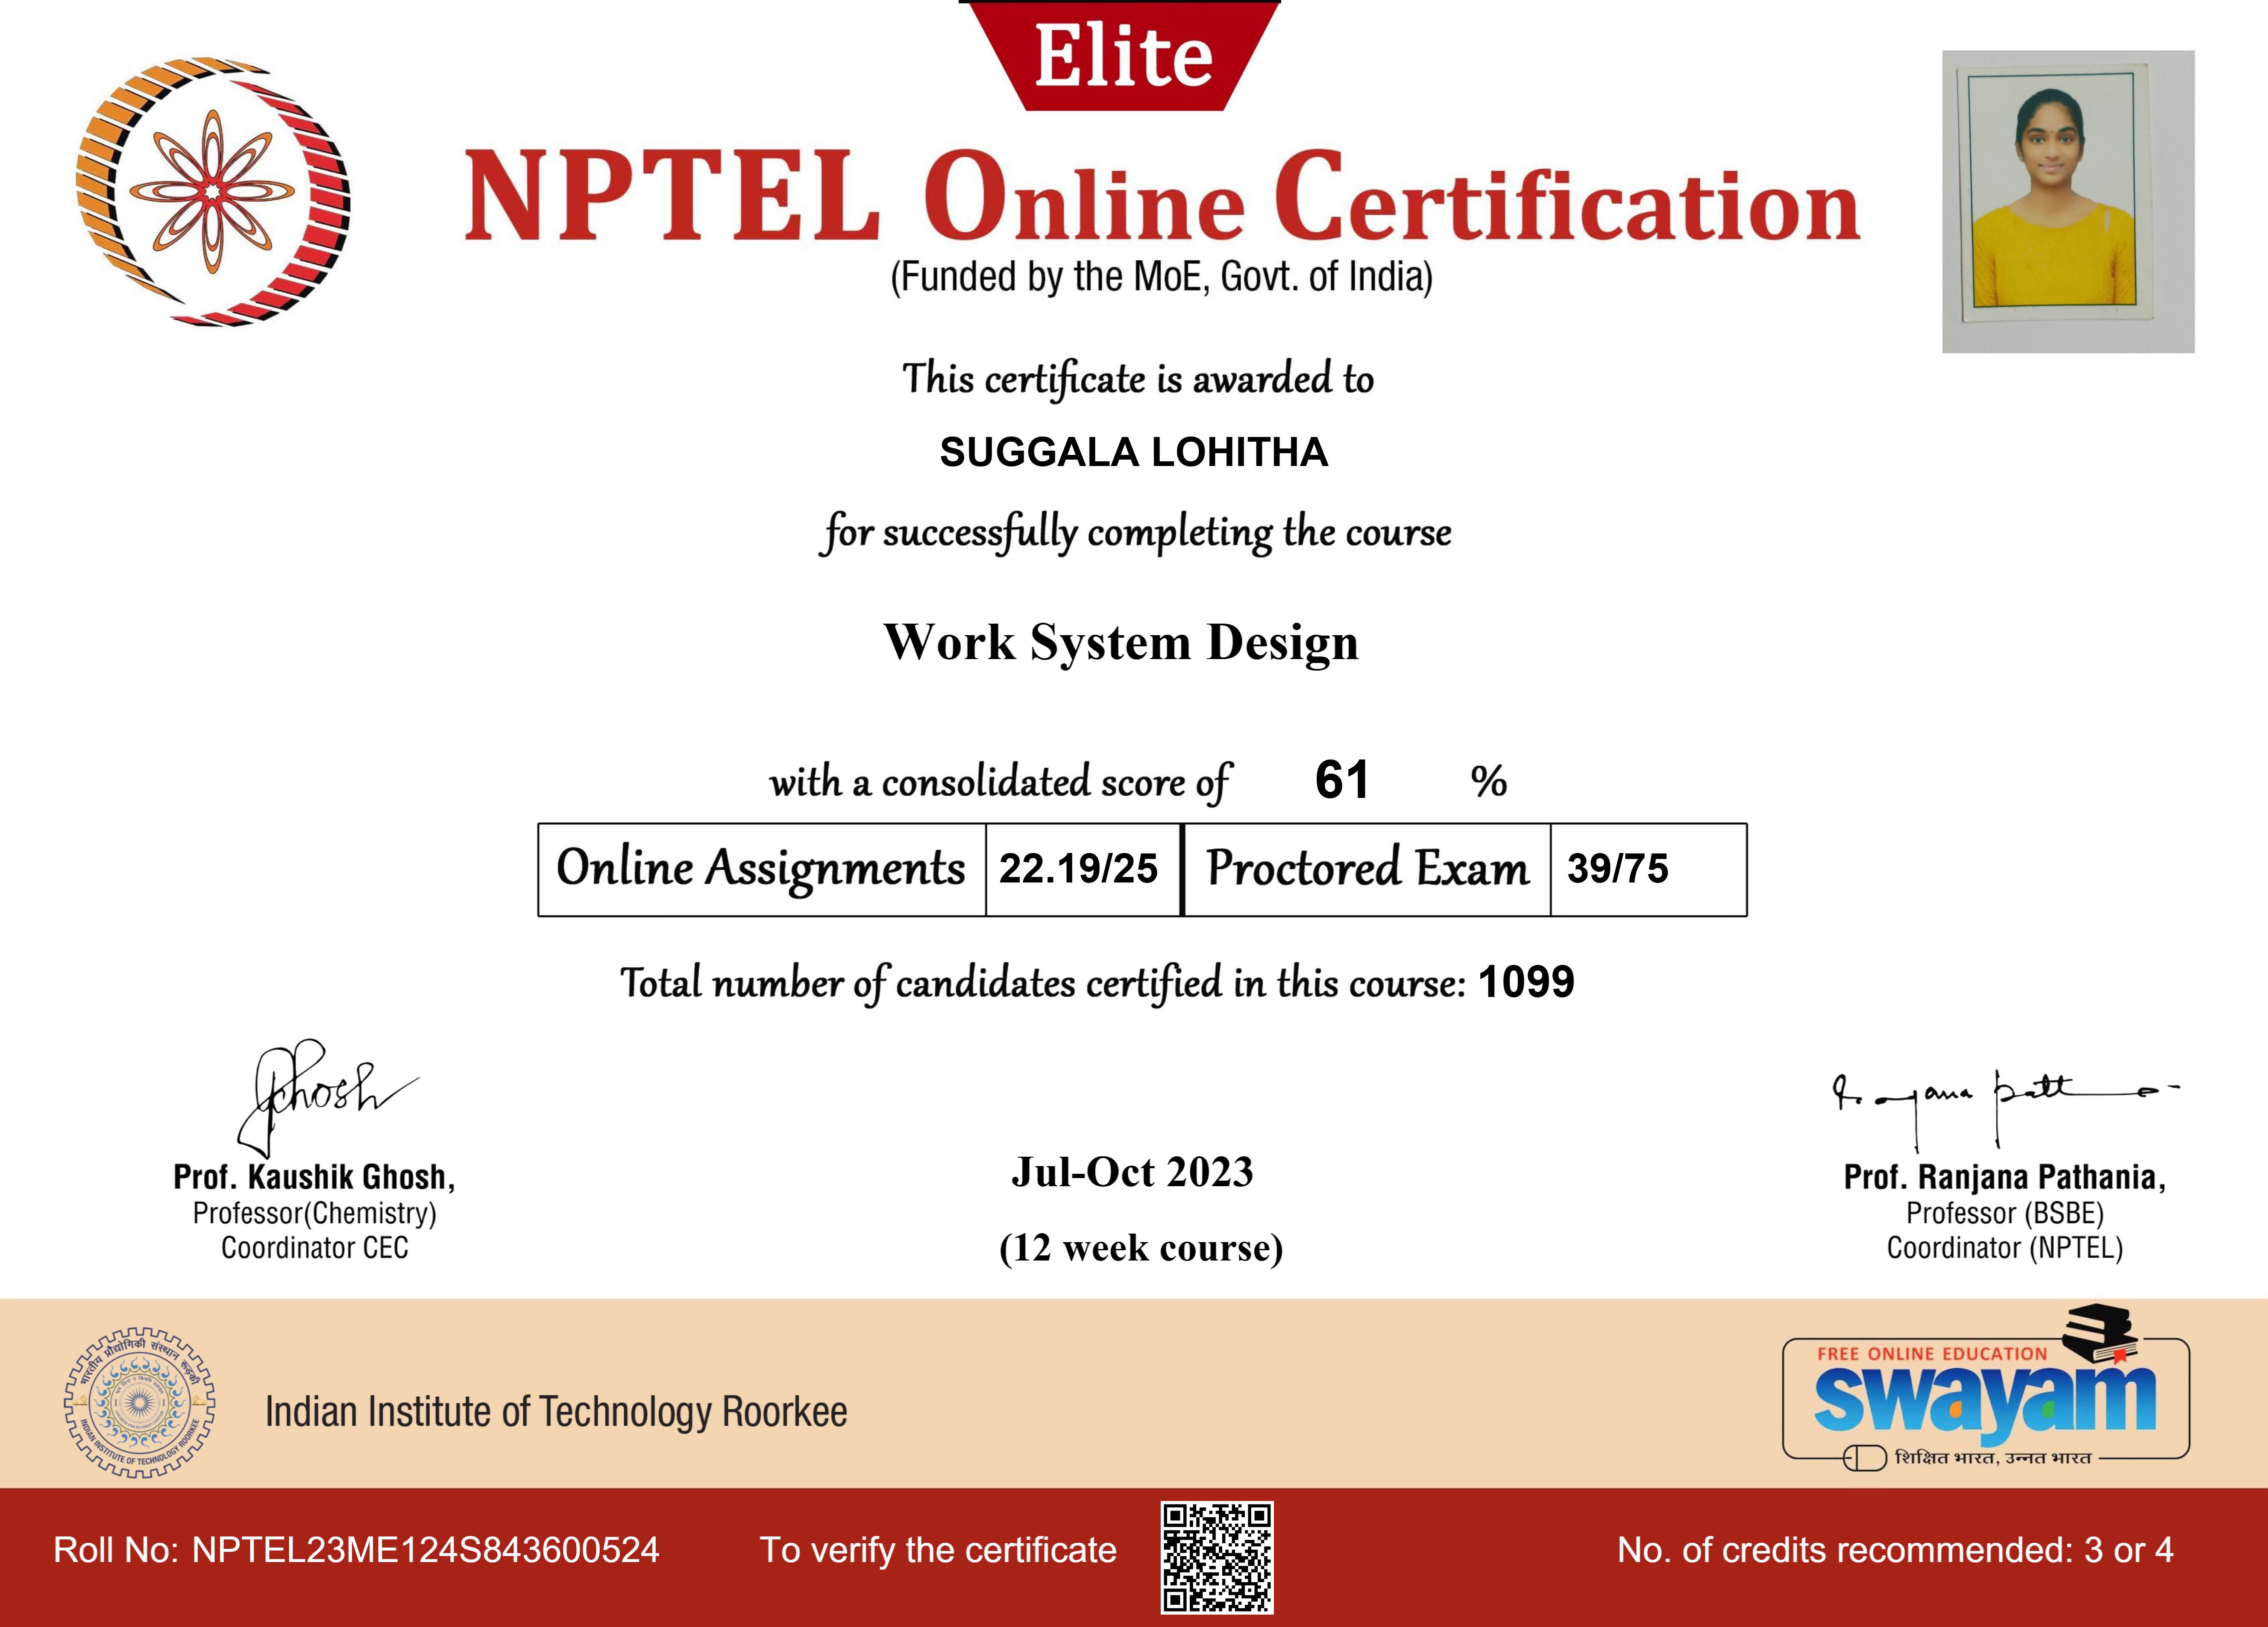 Elite
NPTEL Online Certification
(Funded by the MoE, Govt. of India)
This certificate is awarded to
SUGGALA LOHITHA
for successfully completing the course
Work System Design
with a consolidated score of 61 %
Online Assignments 22.19/25 Proctored Exam 39/75
Total number of candidates certified in this course: 1099
Ghosh
Prof. Kaushik Ghosh,
Professor(Chemistry)
Coordinator CEC
Jul-Oct 2023
(12 week course)
Prof. Ranjana Pathania,
Professor (BSBE)
Coordinator (NPTEL)
भारतीय प्रौद्योगिकी संस्थान रूड़की
INDIAN INSTITUTE OF TECHNOLOGY ROORKEE
Indian Institute of Technology Roorkee
FREE ONLINE EDUCATION
swayam
शिक्षित भारत, उन्नत भारत
Roll No: NPTEL23ME124S843600524
To verify the certificate
No. of credits recommended: 3 or 4